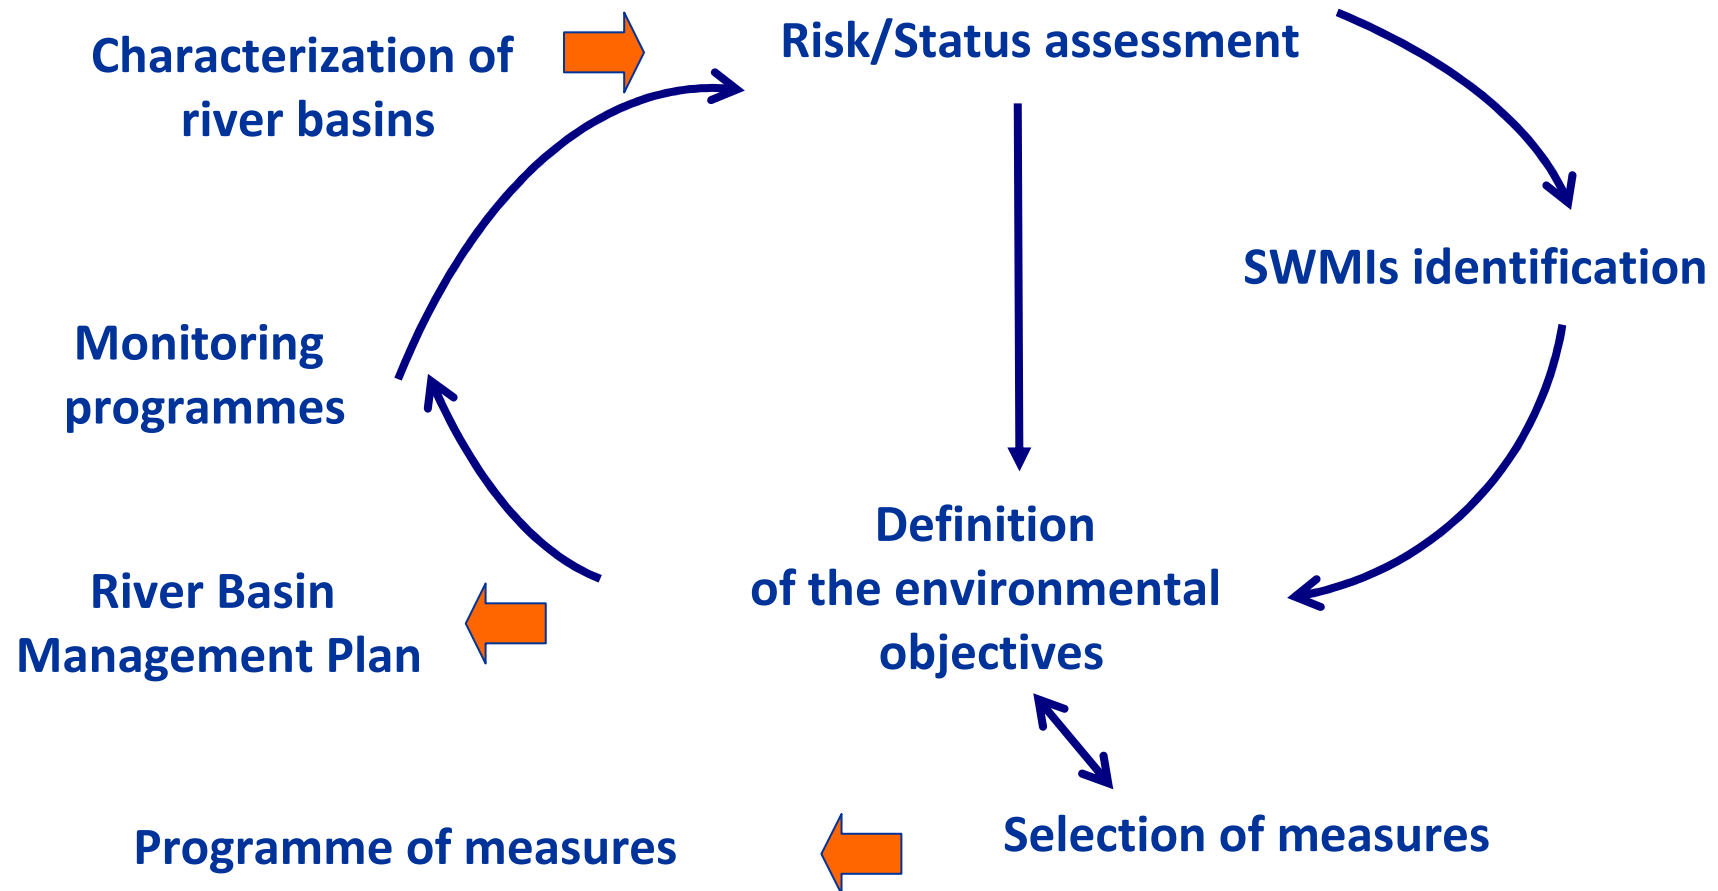 Characterization of
river basins
Risk/Status assessment
SWMIs identification
Monitoring
programmes
Definition
of the environmental
objectives
River Basin
Management Plan
Selection of measures
Programme of measures